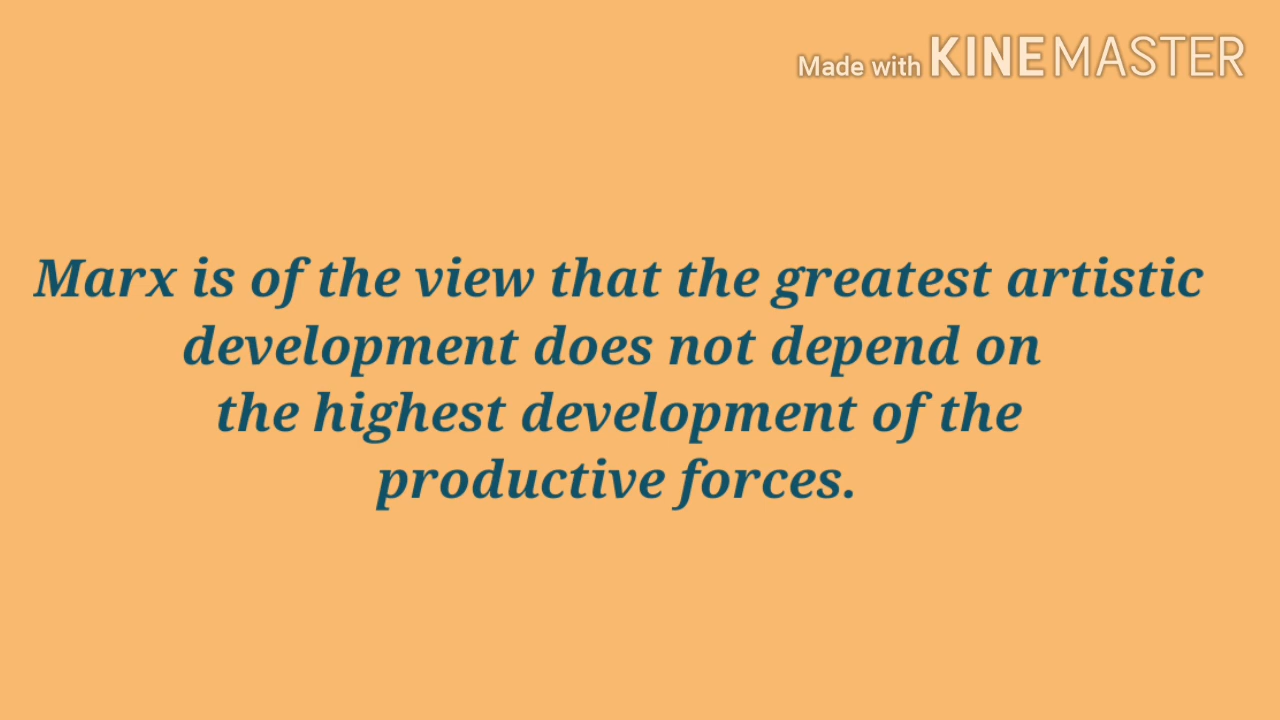 Made with KINEMASTER
Marx is of the view that the greatest artistic
development does not depend on
the highest development of the
productive forces.